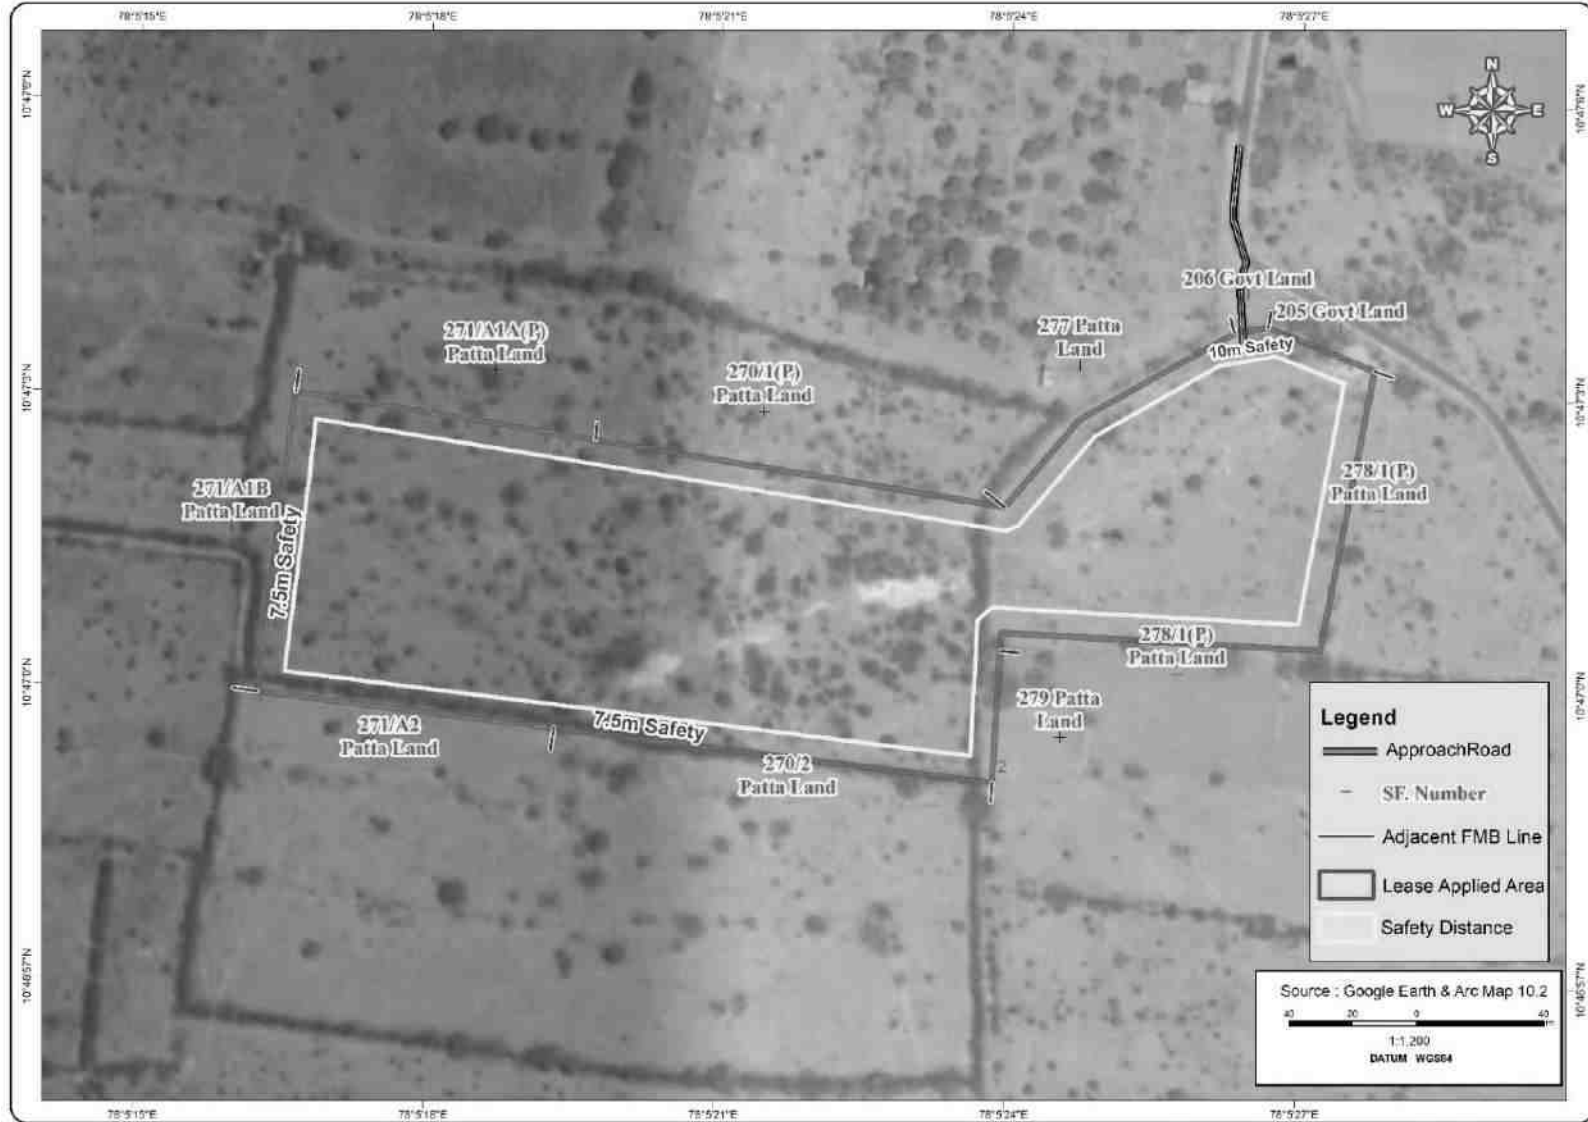 78°5'15"E 78°5'18"E 78°5'21"E 78°5'24"E 78°5'27"E
N
W E
S
206 Govt Land
205 Govt Land
10m Safety
277 Patta
Land
271/A1A(P)
Patta Land
270/1(P)
Patta Land
278/1(P)
Patta Land
271/A1B
Patta Land
7.5m Safety
278/1(P)
Patta Land
279 Patta
Land
271/A2
Patta Land
7.5m Safety
270/2
Patta Land
2
Legend
ApproachRoad
SF. Number
Adjacent FMB Line
Lease Applied Area
Safety Distance
Source : Google Earth & Arc Map 10.2
40 20 0 40
1:1,200
DATUM WGS84
78°5'15"E 78°5'18"E 78°5'21"E 78°5'24"E 78°5'27"E